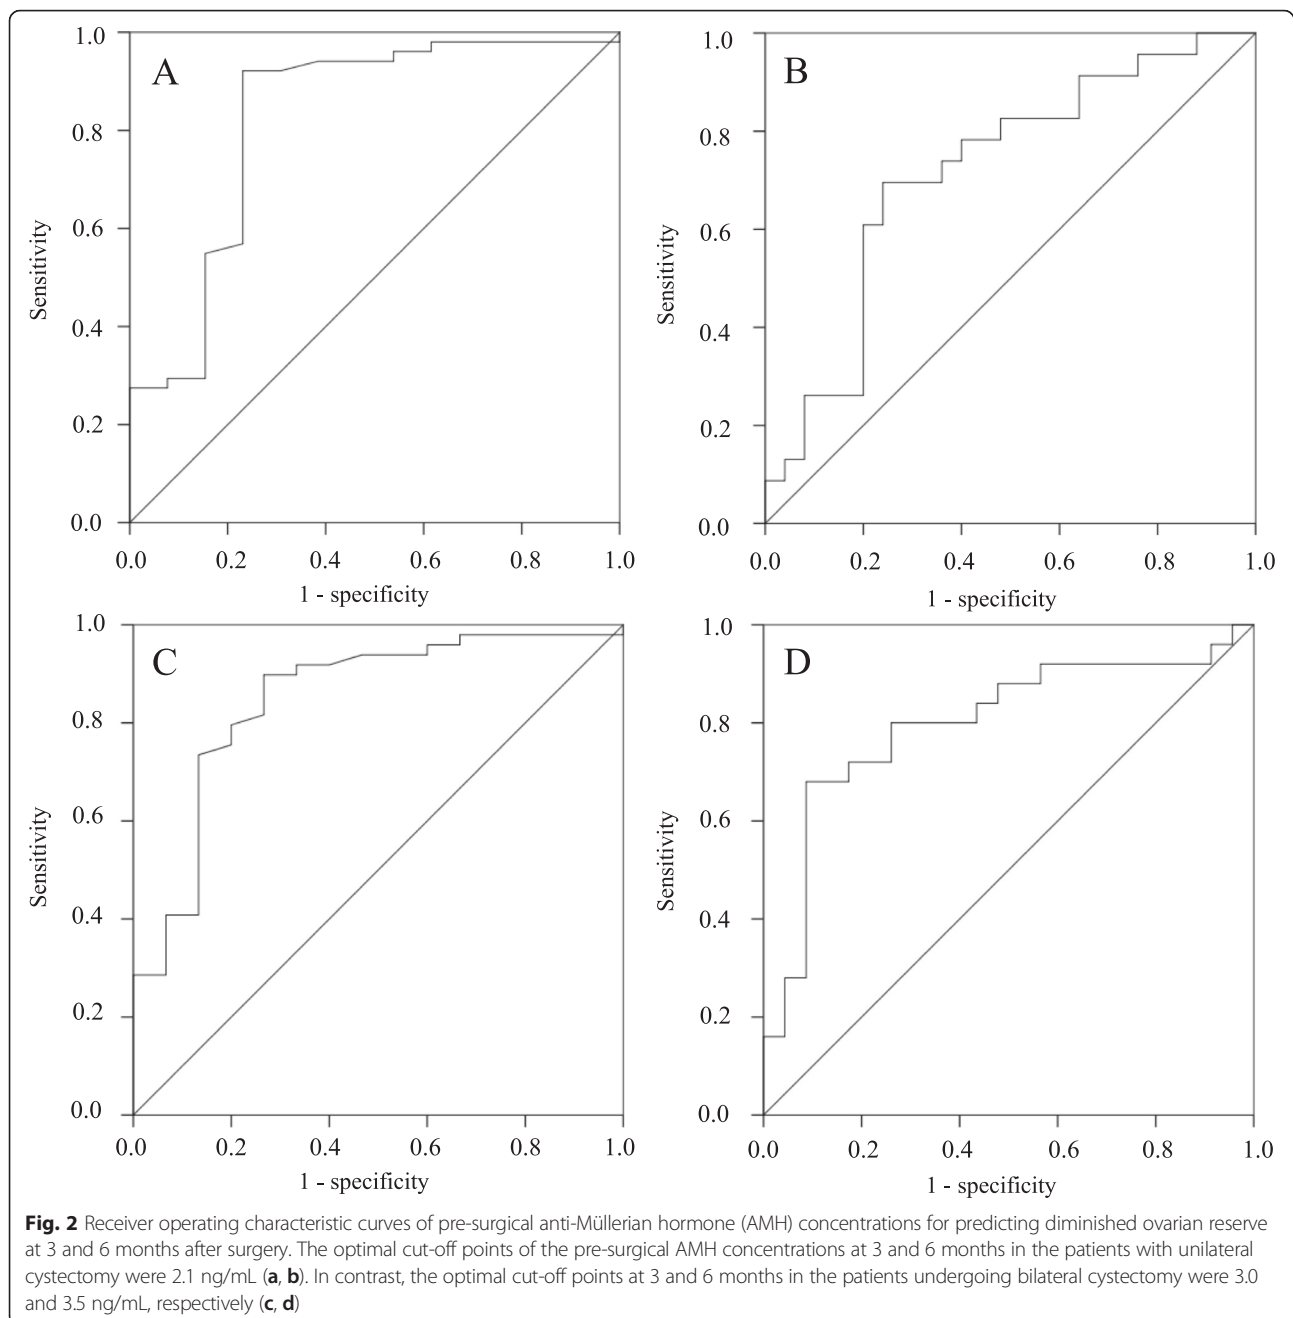 A
1.0
0.8
0.6
0.4
0.2
0.0
Sensitivity
0.0 0.2 0.4 0.6 0.8 1.0
1 - specificity
B
1.0
0.8
0.6
0.4
0.2
0.0
Sensitivity
0.0 0.2 0.4 0.6 0.8 1.0
1 - specificity
C
1.0
0.8
0.6
0.4
0.2
0.0
Sensitivity
0.0 0.2 0.4 0.6 0.8 1.0
1 - specificity
D
1.0
0.8
0.6
0.4
0.2
0.0
Sensitivity
0.0 0.2 0.4 0.6 0.8 1.0
1 - specificity
Fig. 2 Receiver operating characteristic curves of pre-surgical anti-Müllerian hormone (AMH) concentrations for predicting diminished ovarian reserve
at 3 and 6 months after surgery. The optimal cut-off points of the pre-surgical AMH concentrations at 3 and 6 months in the patients with unilateral
cystectomy were 2.1 ng/mL (a, b). In contrast, the optimal cut-off points at 3 and 6 months in the patients undergoing bilateral cystectomy were 3.0
and 3.5 ng/mL, respectively (c, d)